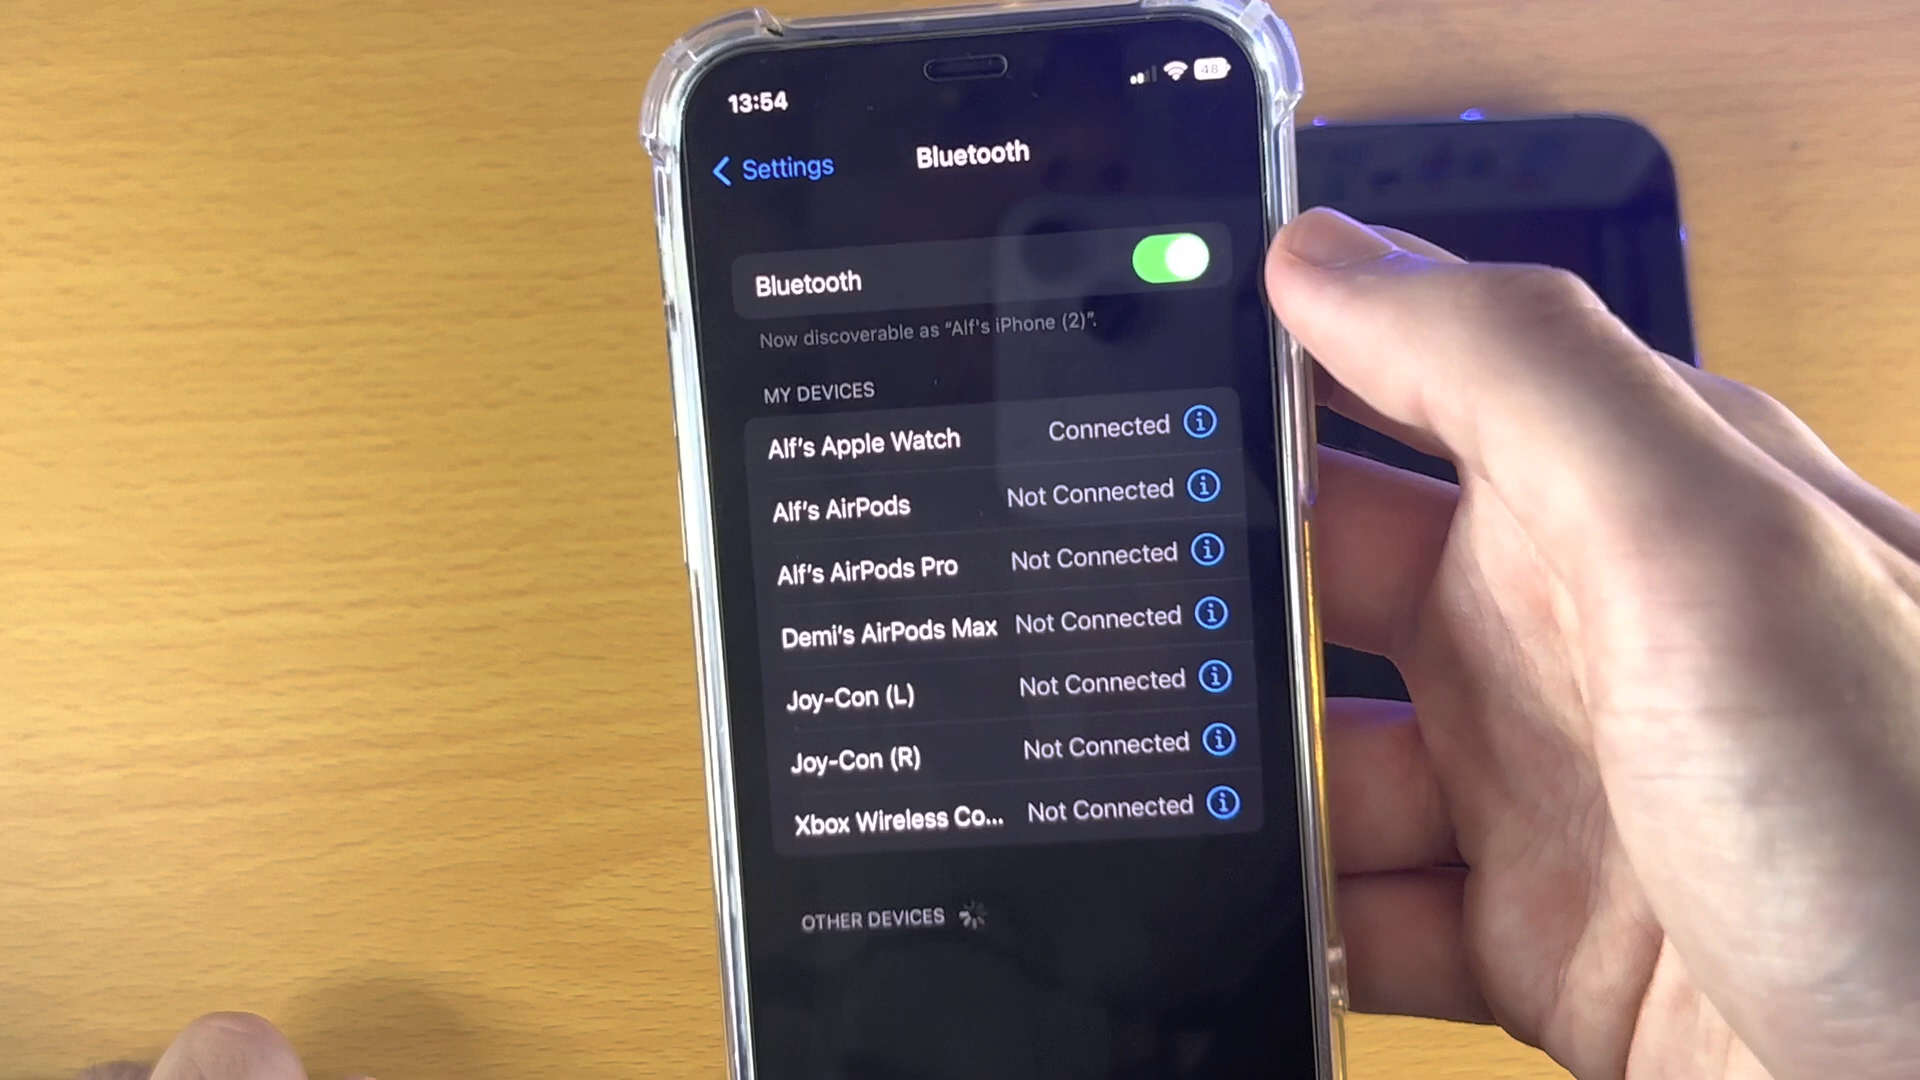 13:54
48
Settings
Bluetooth
Bluetooth
Now discoverable as “Alf's iPhone (2)”.
MY DEVICES
Alf's Apple Watch Connected
Alf's AirPods Not Connected
Alf's AirPods Pro Not Connected
Demi's AirPods Max Not Connected
Joy-Con (L) Not Connected
Joy-Con (R) Not Connected
Xbox Wireless Co... Not Connected
OTHER DEVICES